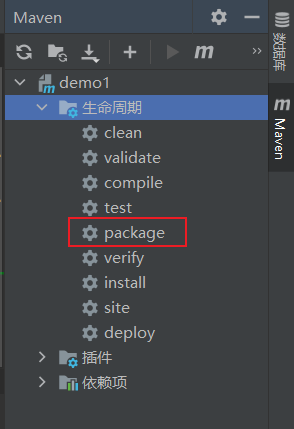 Maven
m
demo1
生命周期
clean
validate
compile
test
package
verify
install
site
deploy
插件
依赖项
数据库
m Maven